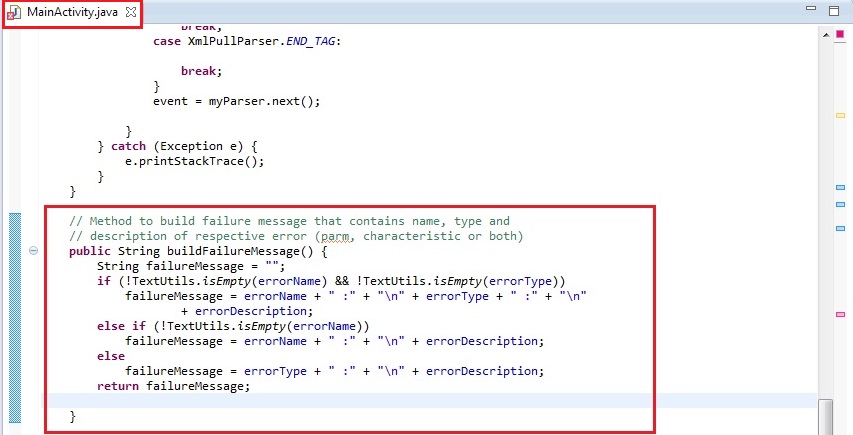 MainActivity.java
break;
case XmlPullParser.END_TAG:
break;
}
event = myParser.next();
}
} catch (Exception e) {
e.printStackTrace();
}
}
// Method to build failure message that contains name, type and
// description of respective error (parm, characteristic or both)
public String buildFailureMessage() {
String failureMessage = "";
if (!TextUtils.isEmpty(errorName) && !TextUtils.isEmpty(errorType))
failureMessage = errorName + " :" + "\n" + errorType + " :" + "\n"
+ errorDescription;
else if (!TextUtils.isEmpty(errorName))
failureMessage = errorName + " :" + "\n" + errorDescription;
else
failureMessage = errorType + " :" + "\n" + errorDescription;
return failureMessage;
}